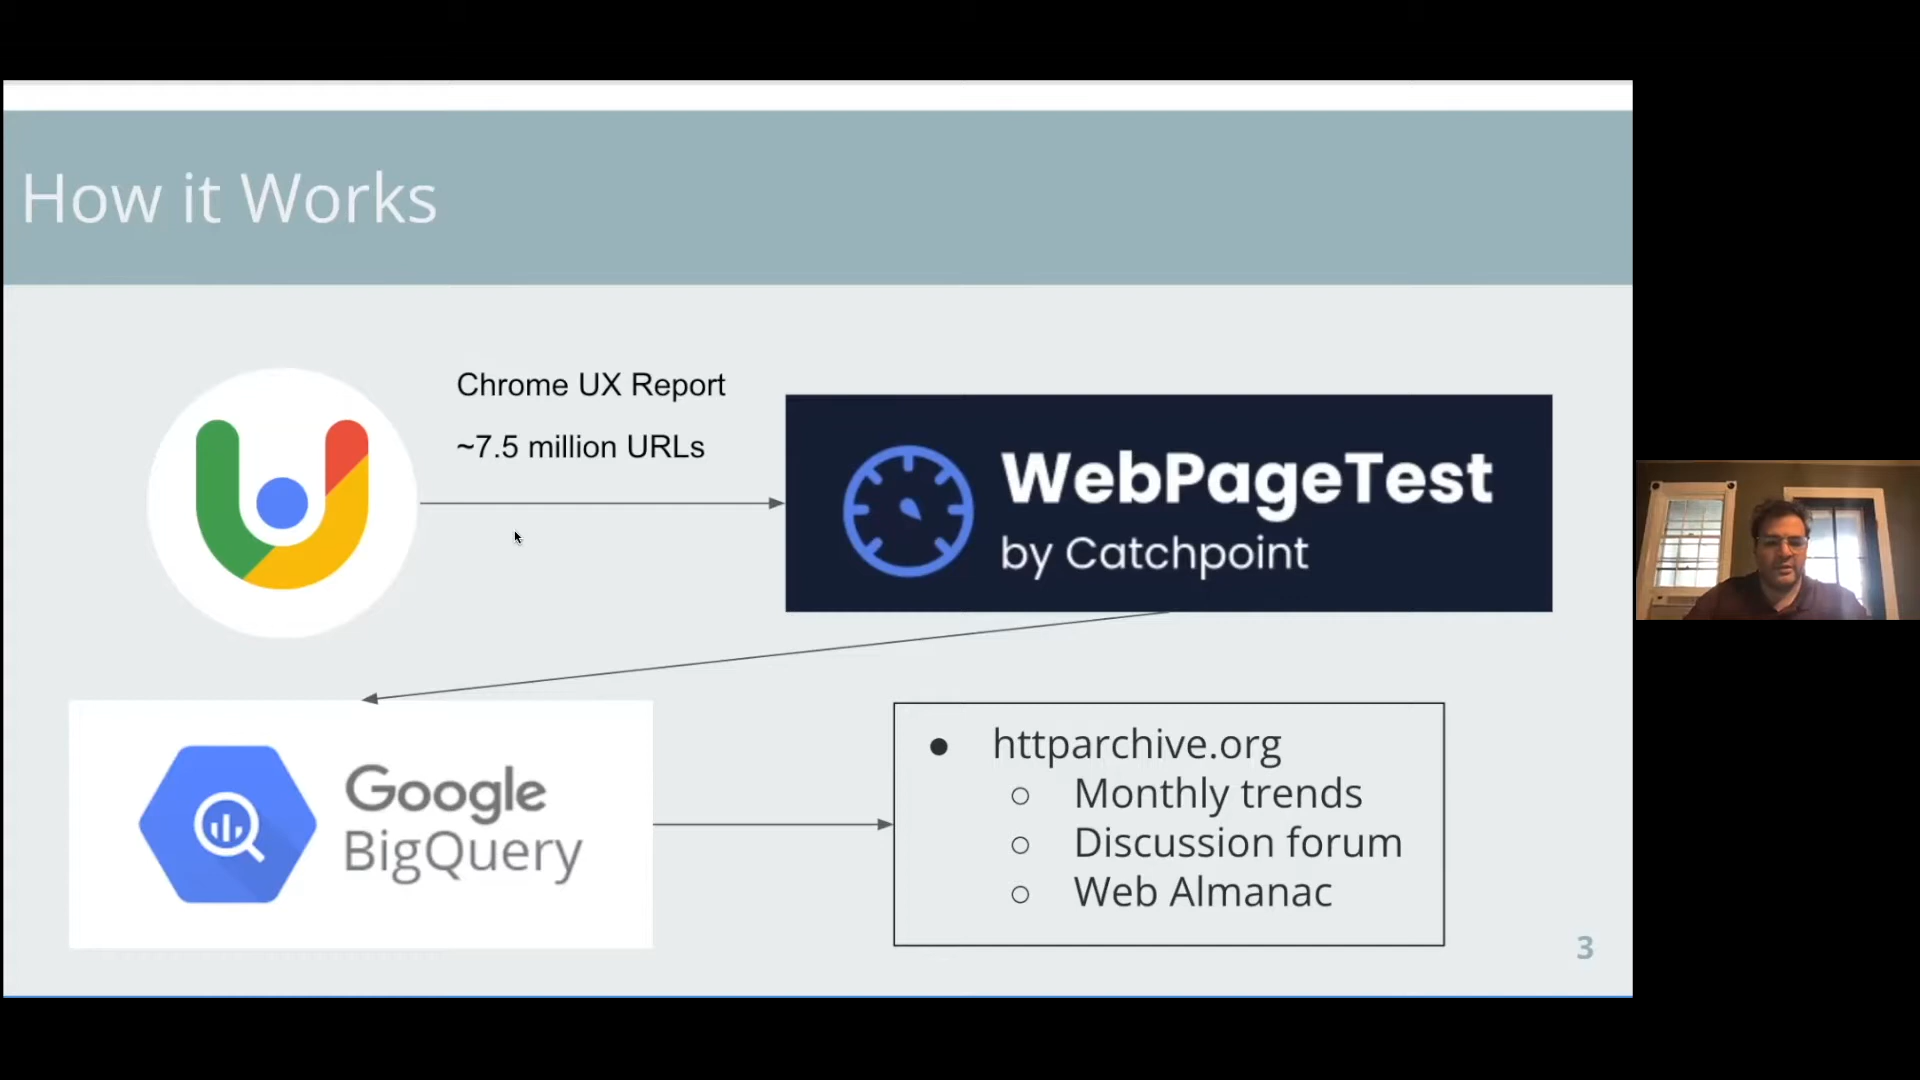 How it Works
Chrome UX Report
~7.5 million URLs
WebPageTest
by Catchpoint
Google
BigQuery
● httparchive.org
○ Monthly trends
○ Discussion forum
○ Web Almanac
3